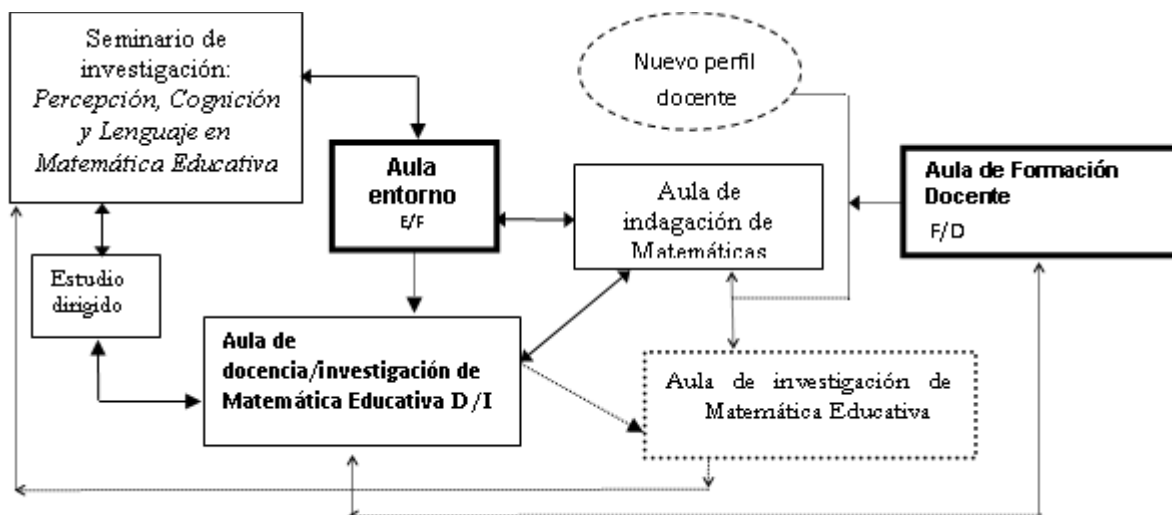 Seminario de
investigación:
Percepción, Cognición
y Lenguaje en
Matemática Educativa
Nuevo perfil
docente
Aula
entorno
E/F
Aula de
indagación de
Matemáticas
Aula de Formación
Docente
F/D
Estudio
dirigido
Aula de
docencia/investigación de
Matemática Educativa D/I
Aula de investigación de
Matemática Educativa